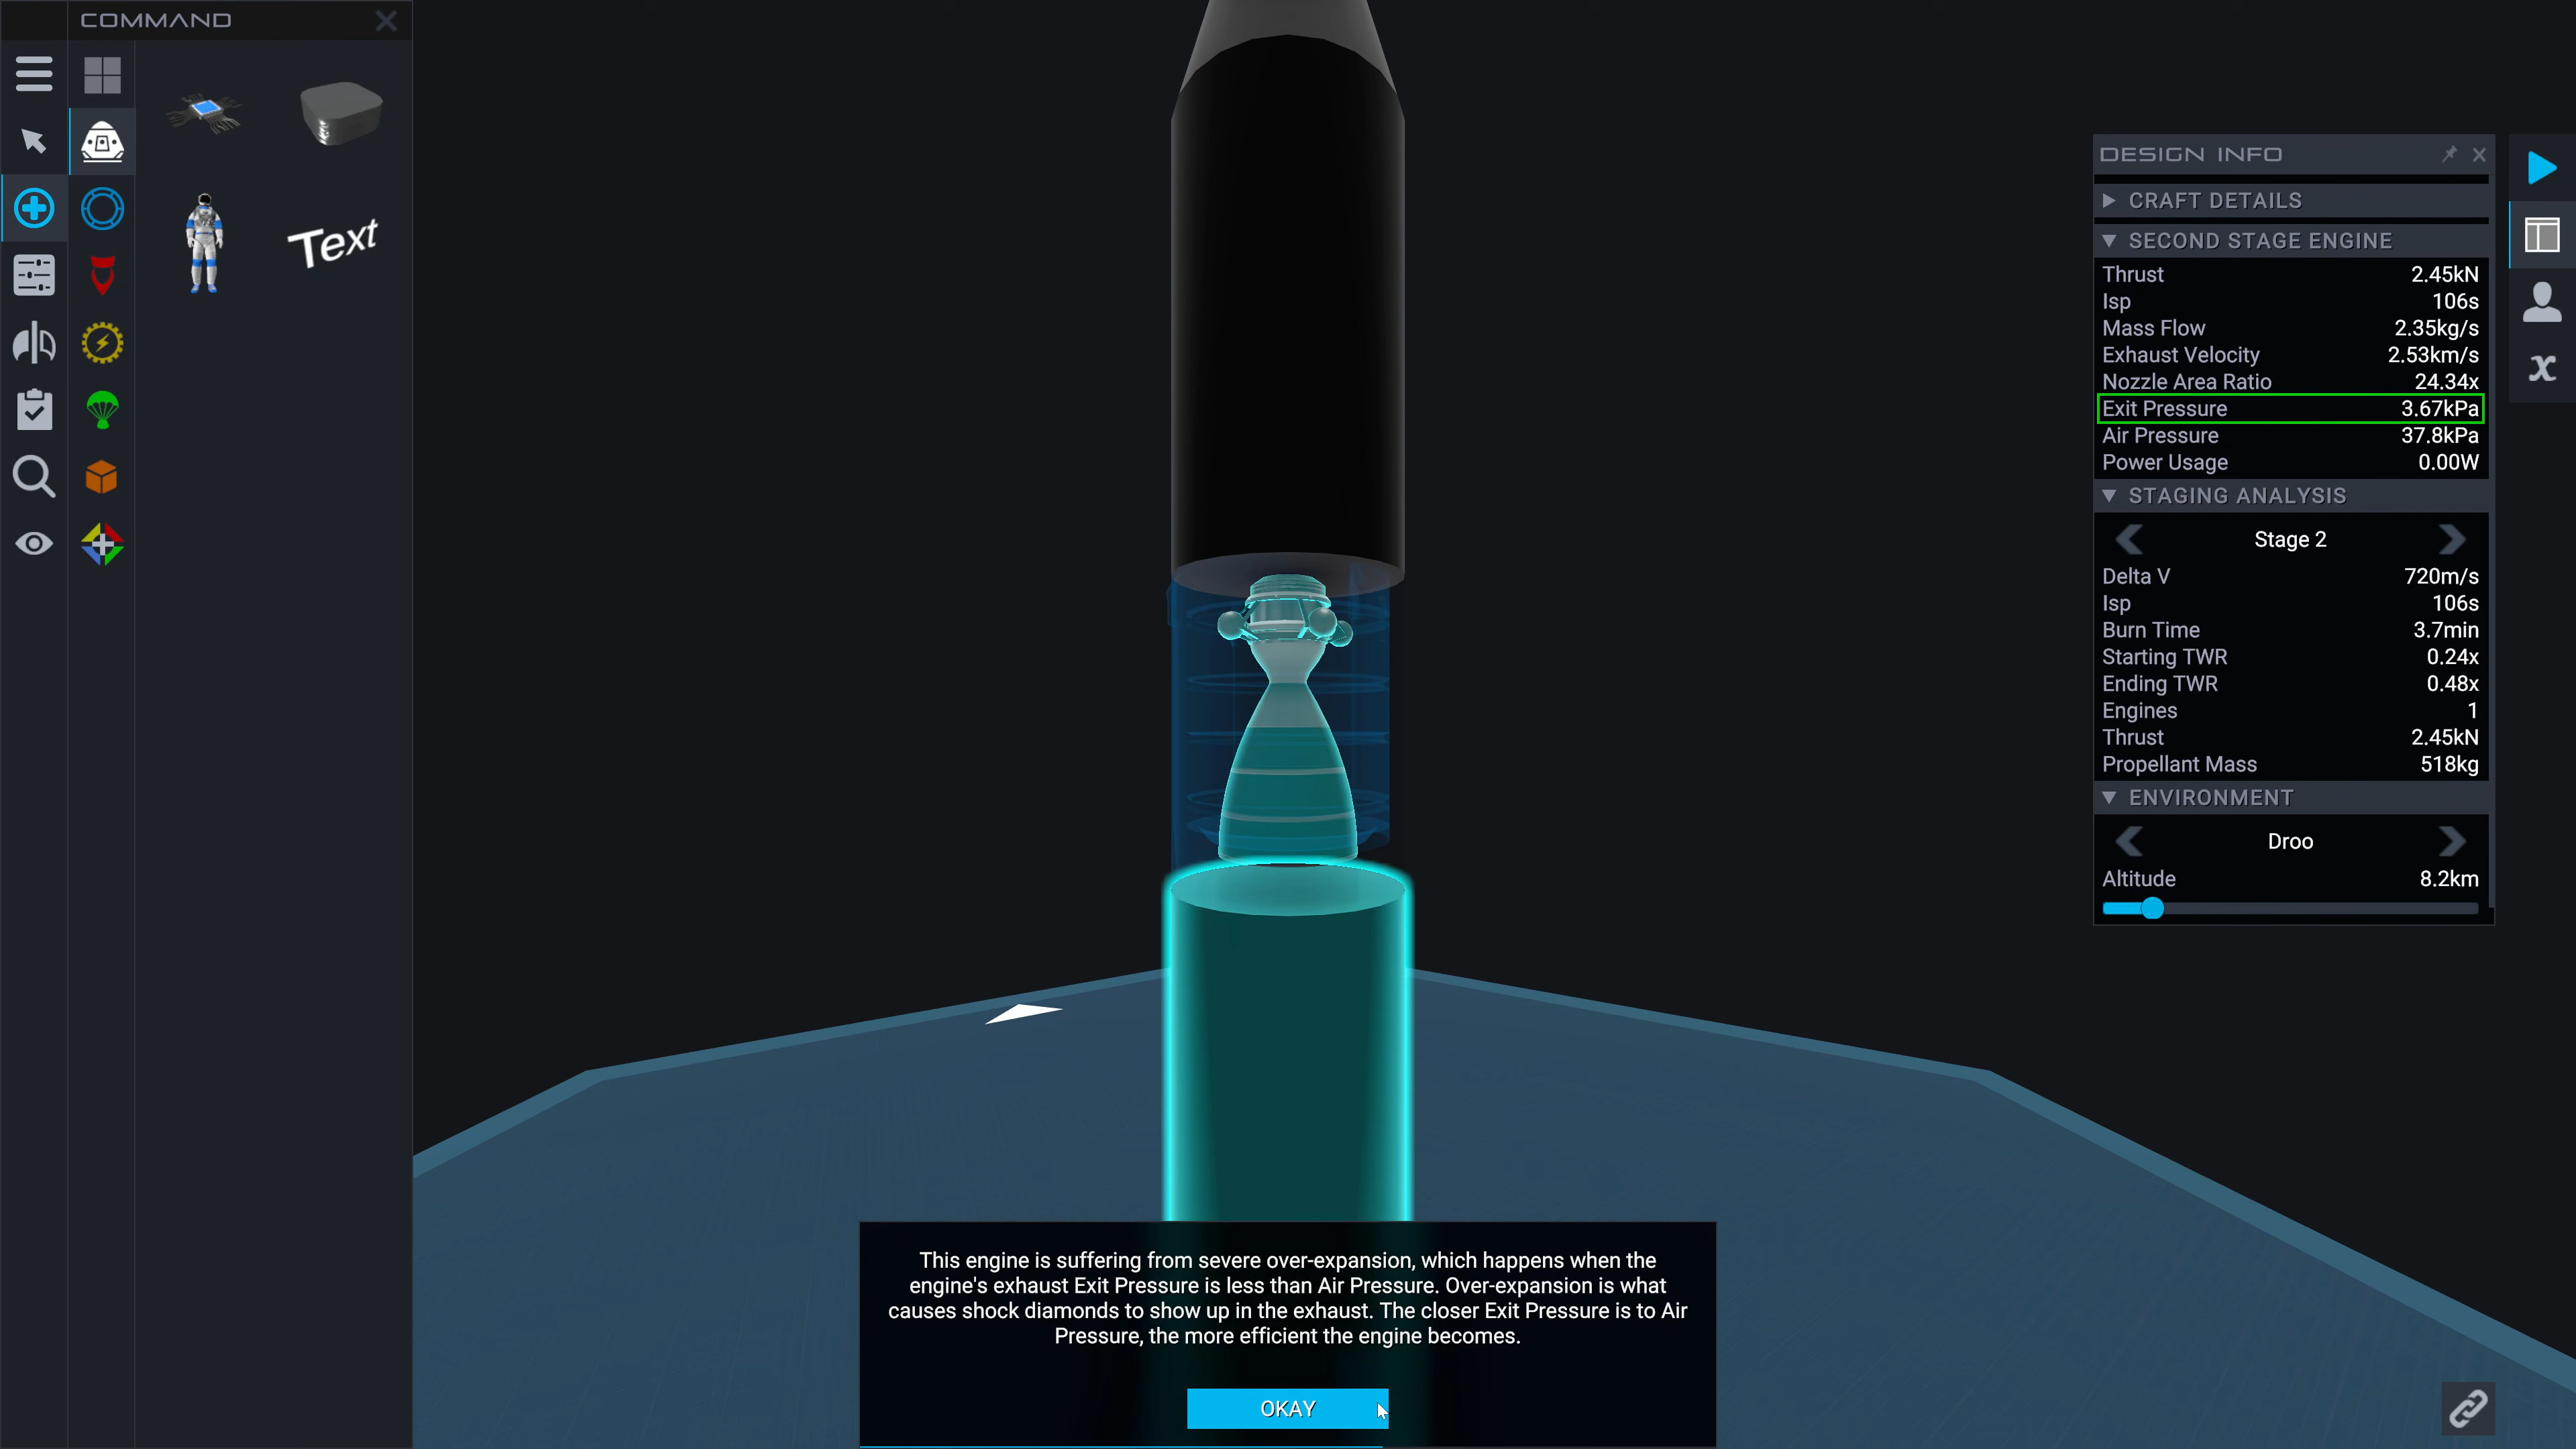 COMMAND
Text
DESIGN INFO
CRAFT DETAILS
SECOND STAGE ENGINE
Thrust 2.45kN
Isp 106s
Mass Flow 2.35kg/s
Exhaust Velocity 2.53km/s
Nozzle Area Ratio 24.34x
Exit Pressure 3.67kPa
Air Pressure 37.8kPa
Power Usage 0.00W
STAGING ANALYSIS
Stage 2
Delta V 720m/s
Isp 106s
Burn Time 3.7min
Starting TWR 0.24x
Ending TWR 0.48x
Engines 1
Thrust 2.45kN
Propellant Mass 518kg
ENVIRONMENT
Droo
Altitude 8.2km
x
This engine is suffering from severe over-expansion, which happens when the
engine's exhaust Exit Pressure is less than Air Pressure. Over-expansion is what
causes shock diamonds to show up in the exhaust. The closer Exit Pressure is to Air
Pressure, the more efficient the engine becomes.
OKAY